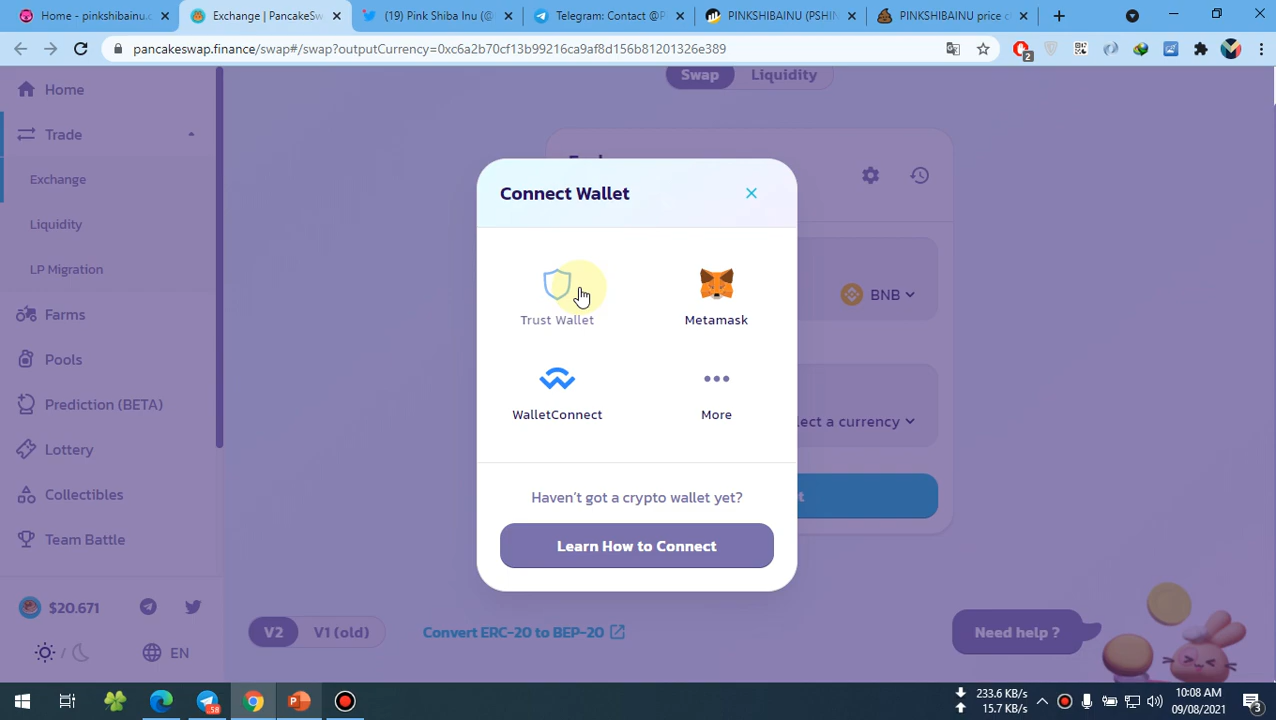 Home - pinkshibainu.c
Exchange | PancakeSw
(19) Pink Shiba Inu (@
Telegram: Contact @P
PINKSHIBAINU (PSHIN
PINKSHIBAINU price c
pancakeswap.finance/swap#/swap?outputCurrency=0xc6a2b70cf13b99216ca9af8d156b81201326e389
2
Home
Trade
Exchange
Liquidity
LP Migration
Farms
Pools
Prediction (BETA)
Lottery
Collectibles
Team Battle
$20.671
EN
Swap
Liquidity
BNB
ect a currency
Connect Wallet
Trust Wallet
Metamask
WalletConnect
More
Haven't got a crypto wallet yet?
Learn How to Connect
V2
V1 (old)
Convert ERC-20 to BEP-20
Need help ?
58
233.6 KB/s
15.7 KB/s
10:08 AM
09/08/2021
3